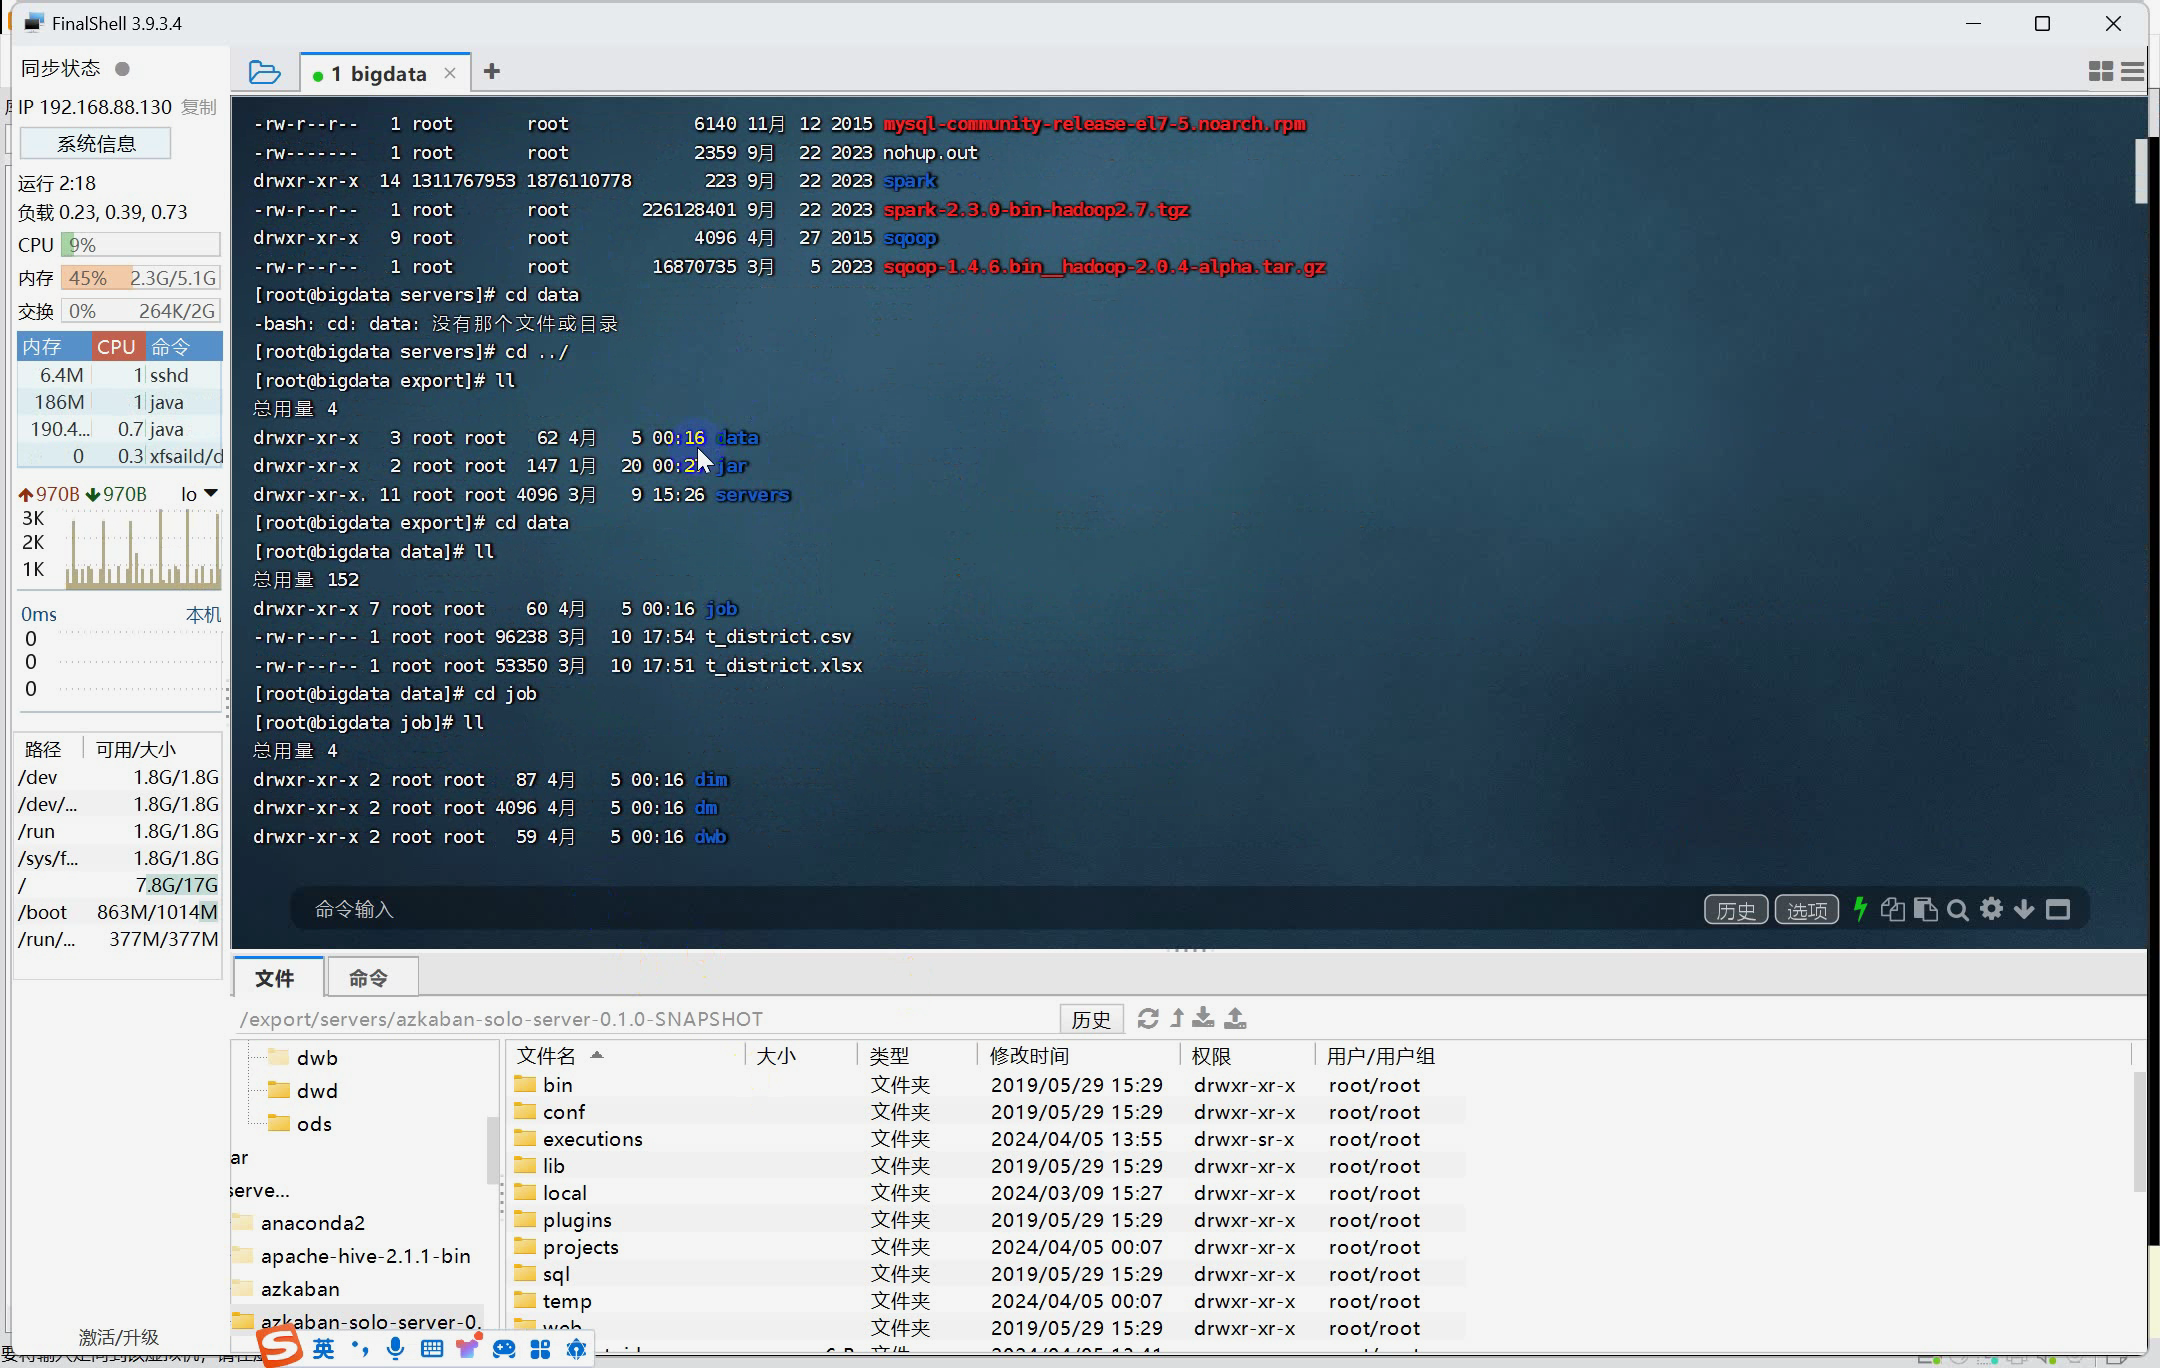 FinalShell 3.9.3.4
同步状态
IP 192.168.88.130 复制
系统信息
运行 2:18
负载 0.23, 0.39, 0.73
CPU 9%
内存 45% 2.3G/5.1G
交换 0% 264K/2G
内存 CPU 命令
6.4M 1 sshd
186M 1 java
190.4... 0.7 java
0 0.3 xfsaild/d
970B 970B lo
3K
2K
1K
0ms 本机
0
0
0
路径 可用/大小
/dev 1.8G/1.8G
/dev/... 1.8G/1.8G
/run 1.8G/1.8G
/sys/f... 1.8G/1.8G
/ 7.8G/17G
/boot 863M/1014M
/run/... 377M/377M
激活/升级
1 bigdata
-rw-r--r-- 1 root root 6140 11月 12 2015 mysql-community-release-el7-5.noarch.rpm
-rw------- 1 root root 2359 9月 22 2023 nohup.out
drwxr-xr-x 14 1311767953 1876110778 223 9月 22 2023 spark
-rw-r--r-- 1 root root 226128401 9月 22 2023 spark-2.3.0-bin-hadoop2.7.tgz
drwxr-xr-x 9 root root 4096 4月 27 2015 sqoop
-rw-r--r-- 1 root root 16870735 3月 5 2023 sqoop-1.4.6.bin__hadoop-2.0.4-alpha.tar.gz
[root@bigdata servers]# cd data
-bash: cd: data: 没有那个文件或目录
[root@bigdata servers]# cd ../
[root@bigdata export]# ll
总用量 4
drwxr-xr-x 3 root root 62 4月 5 00:16 data
drwxr-xr-x 2 root root 147 1月 20 00:2 jar
drwxr-xr-x. 11 root root 4096 3月 9 15:26 servers
[root@bigdata export]# cd data
[root@bigdata data]# ll
总用量 152
drwxr-xr-x 7 root root 60 4月 5 00:16 job
-rw-r--r-- 1 root root 96238 3月 10 17:54 t_district.csv
-rw-r--r-- 1 root root 53350 3月 10 17:51 t_district.xlsx
[root@bigdata data]# cd job
[root@bigdata job]# ll
总用量 4
drwxr-xr-x 2 root root 87 4月 5 00:16 dim
drwxr-xr-x 2 root root 4096 4月 5 00:16 dm
drwxr-xr-x 2 root root 59 4月 5 00:16 dwb
命令输入 历史 选项
文件 命令
/export/servers/azkaban-solo-server-0.1.0-SNAPSHOT 历史
dwb
dwd
ods
ar
serve...
anaconda2
apache-hive-2.1.1-bin
azkaban
azkaban-solo-server-0.
文件名 大小 类型 修改时间 权限 用户/用户组
bin 文件夹 2019/05/29 15:29 drwxr-xr-x root/root
conf 文件夹 2019/05/29 15:29 drwxr-xr-x root/root
executions 文件夹 2024/04/05 13:55 drwxr-sr-x root/root
lib 文件夹 2019/05/29 15:29 drwxr-xr-x root/root
local 文件夹 2024/03/09 15:27 drwxr-xr-x root/root
plugins 文件夹 2019/05/29 15:29 drwxr-xr-x root/root
projects 文件夹 2024/04/05 00:07 drwxr-xr-x root/root
sql 文件夹 2019/05/29 15:29 drwxr-xr-x root/root
temp 文件夹 2024/04/05 00:07 drwxr-xr-x root/root
web 文件夹 2019/05/29 15:29 drwxr-xr-x root/root
英